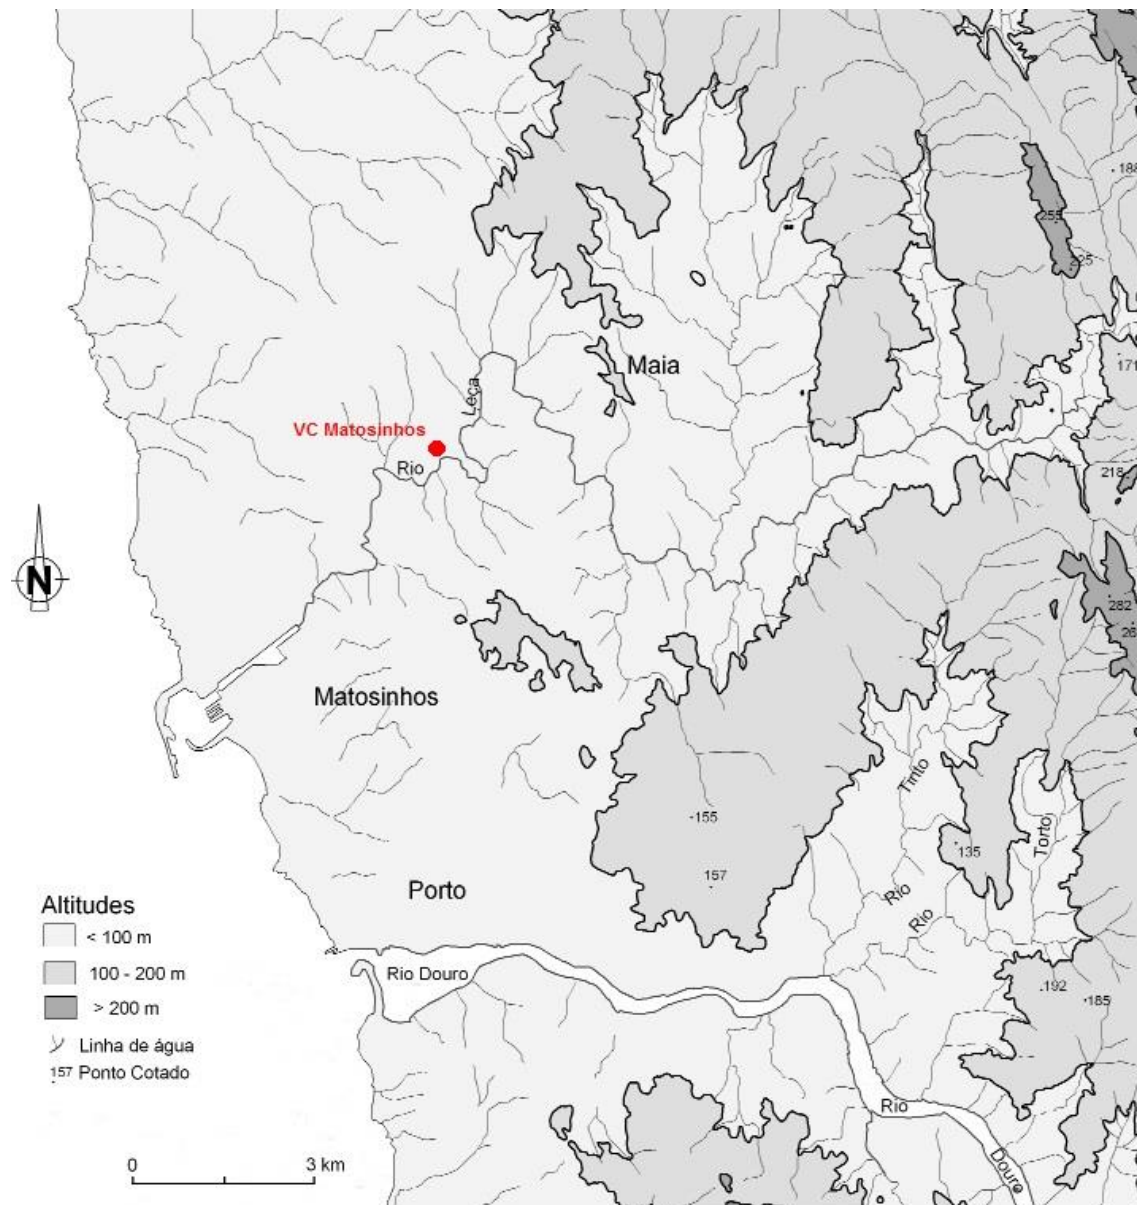 188
255
225
Maia
171
Leça
VC Matosinhos
Rio
218
N
282
26
Matosinhos
Tinto
155
135
Torto
157
Porto
Rio
Rio
Altitudes
< 100 m
100 - 200 m
> 200 m
Linha de água
157 Ponto Cotado
Rio Douro
192
185
Rio
Douro
0 3 km